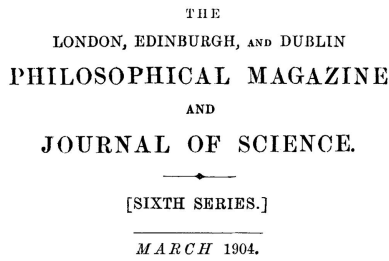 THE
LONDON, EDINBURGH, AND DUBLIN
PHILOSOPHICAL MAGAZINE
AND
JOURNAL OF SCIENCE.
[SIXTH SERIES.]
MARCH 1904.